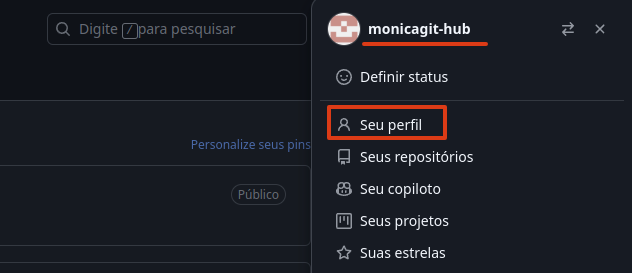 Digite / para pesquisar
monicagit-hub
Definir status
Seu perfil
Personalize seus pins
Seus repositórios
Público
Seu copiloto
Seus projetos
Suas estrelas